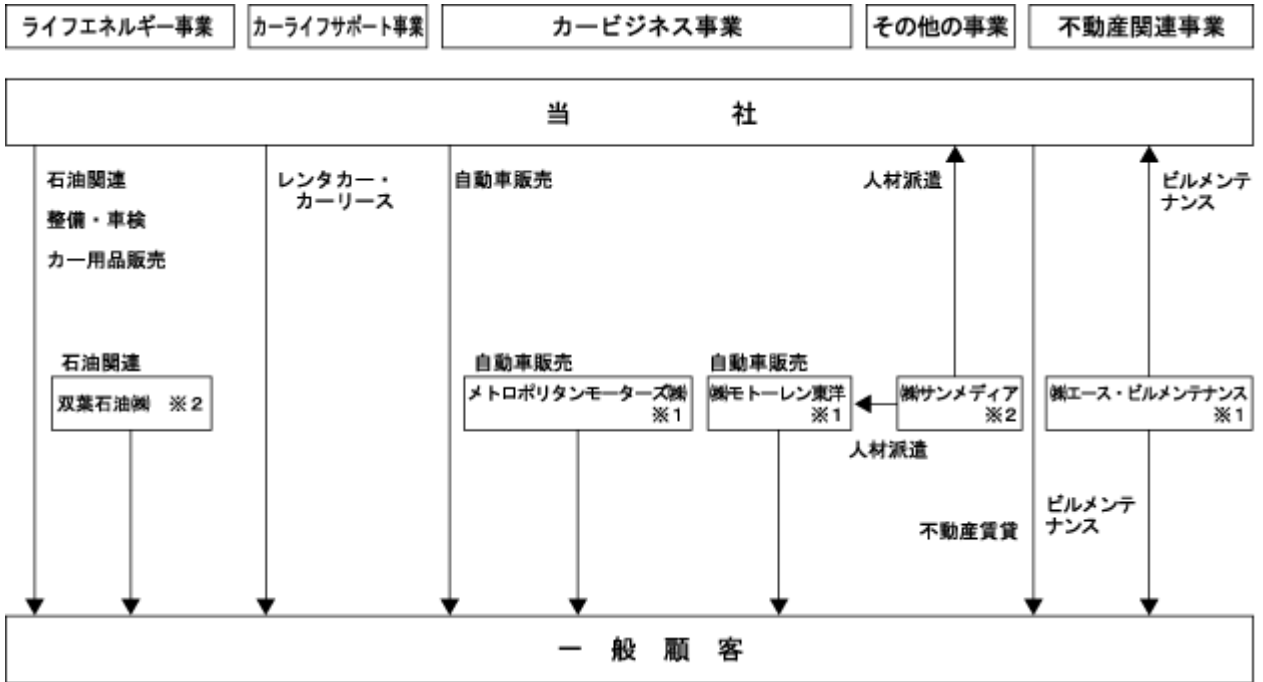 ライフエネルギー事業
カーライフサポート事業
カービジネス事業
その他の事業
不動産関連事業
当社
石油関連
整備・車検
カー用品販売
レンタカー・
カーリース
自動車販売
人材派遣
ビルメンテ
ナンス
石油関連
双葉石油㈱ ※2
自動車販売
メトロポリタンモーターズ㈱
※1
自動車販売
㈱モトーレン東洋
※1
㈱サンメディア
※2
㈱エース・ビルメンテナンス
※1
人材派遣
不動産賃貸
ビルメンテ
ナンス
一般顧客